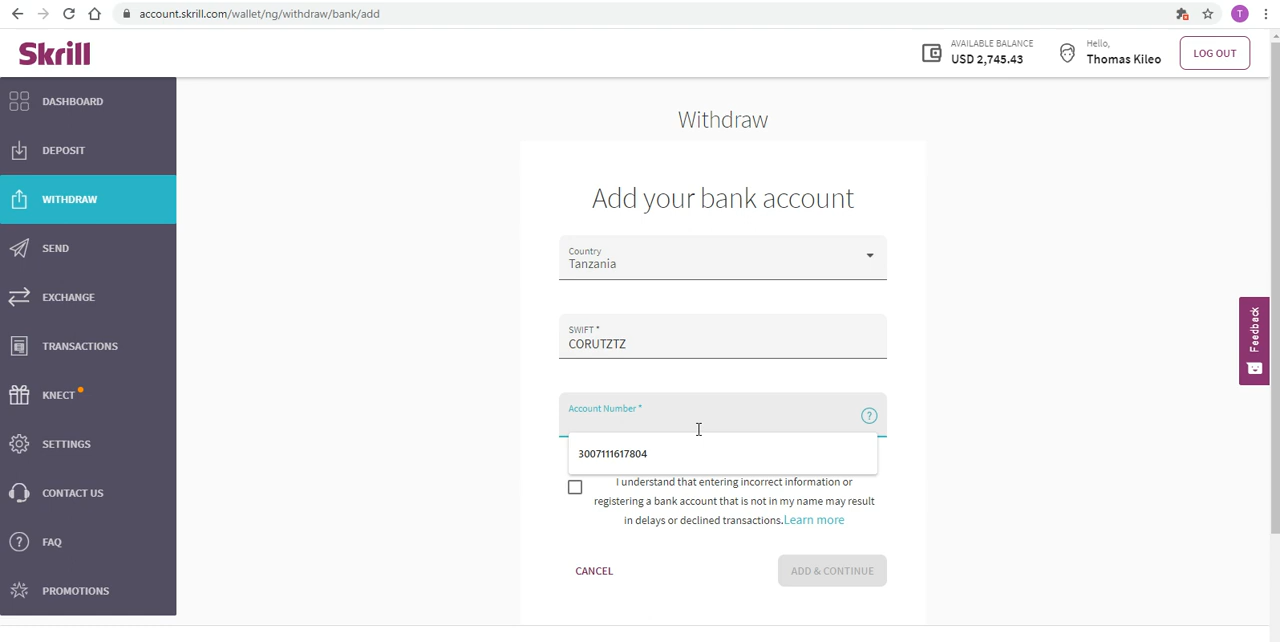 account.skrill.com/wallet/ng/withdraw/bank/add
T
Skrill
AVAILABLE BALANCE
USD 2,745.43
Hello,
Thomas Kileo
LOG OUT
DASHBOARD
DEPOSIT
WITHDRAW
SEND
EXCHANGE
TRANSACTIONS
KNECT
SETTINGS
CONTACT US
FAQ
PROMOTIONS
Withdraw
Add your bank account
Country
Tanzania
SWIFT *
CORUTZTZ
Account Number *
?
3007111617804
I understand that entering incorrect information or
registering a bank account that is not in my name may result
in delays or declined transactions.Learn more
CANCEL
ADD & CONTINUE
Feedback